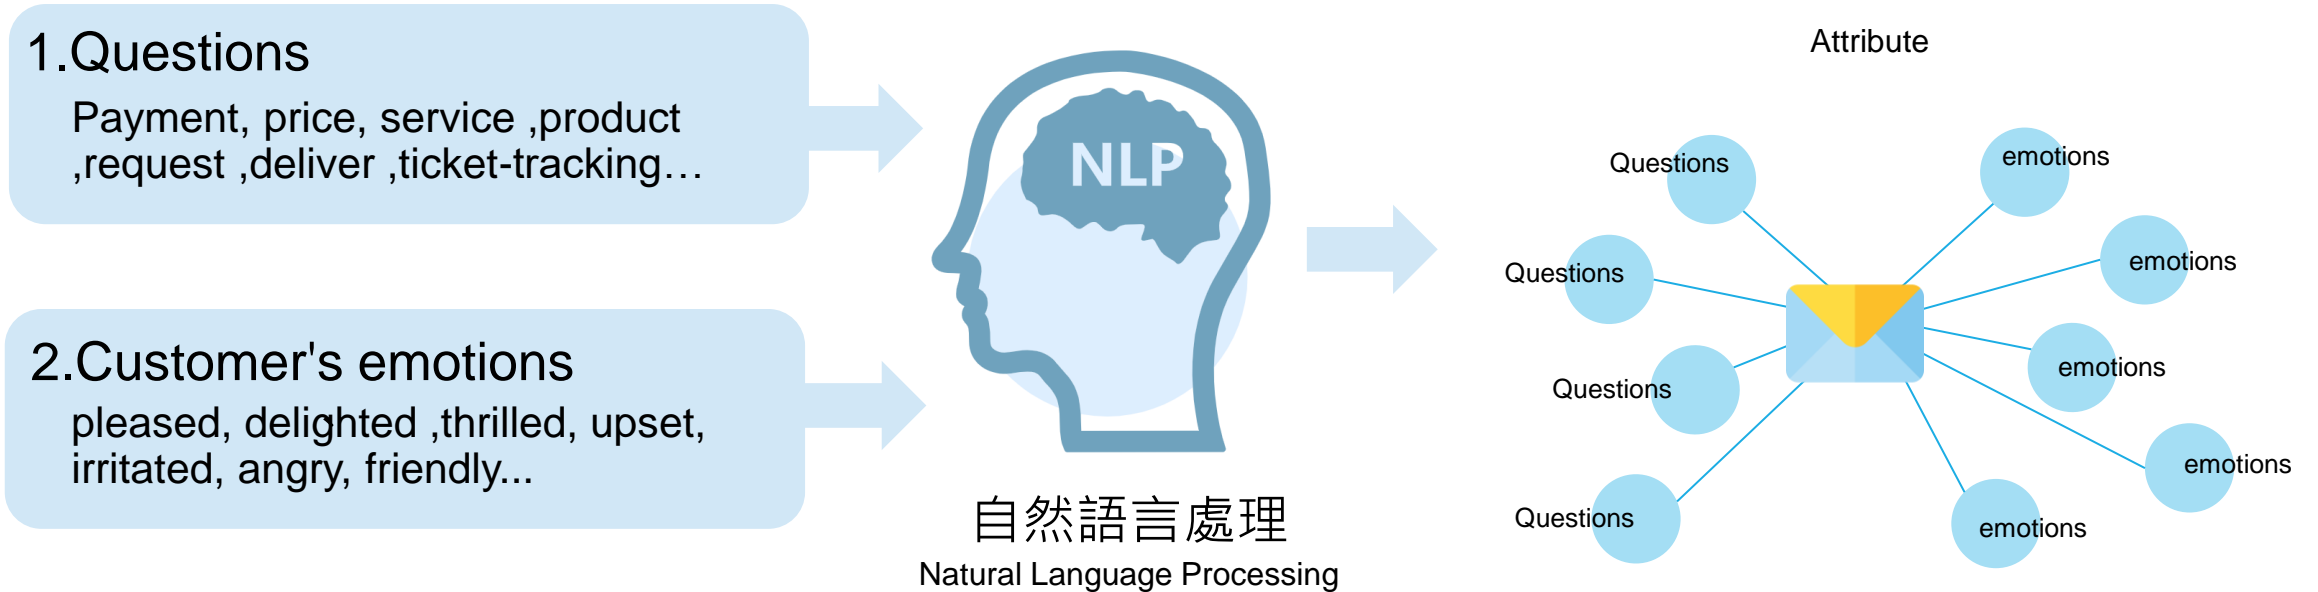 1.Questions
Payment, price, service ,product
,request ,deliver ,ticket-tracking…
2.Customer's emotions
pleased, delighted ,thrilled, upset,
irritated, angry, friendly...
NLP
自然語言處理
Natural Language Processing
Attribute
Questions
emotions
Questions
emotions
Questions
emotions
Questions
emotions
emotions